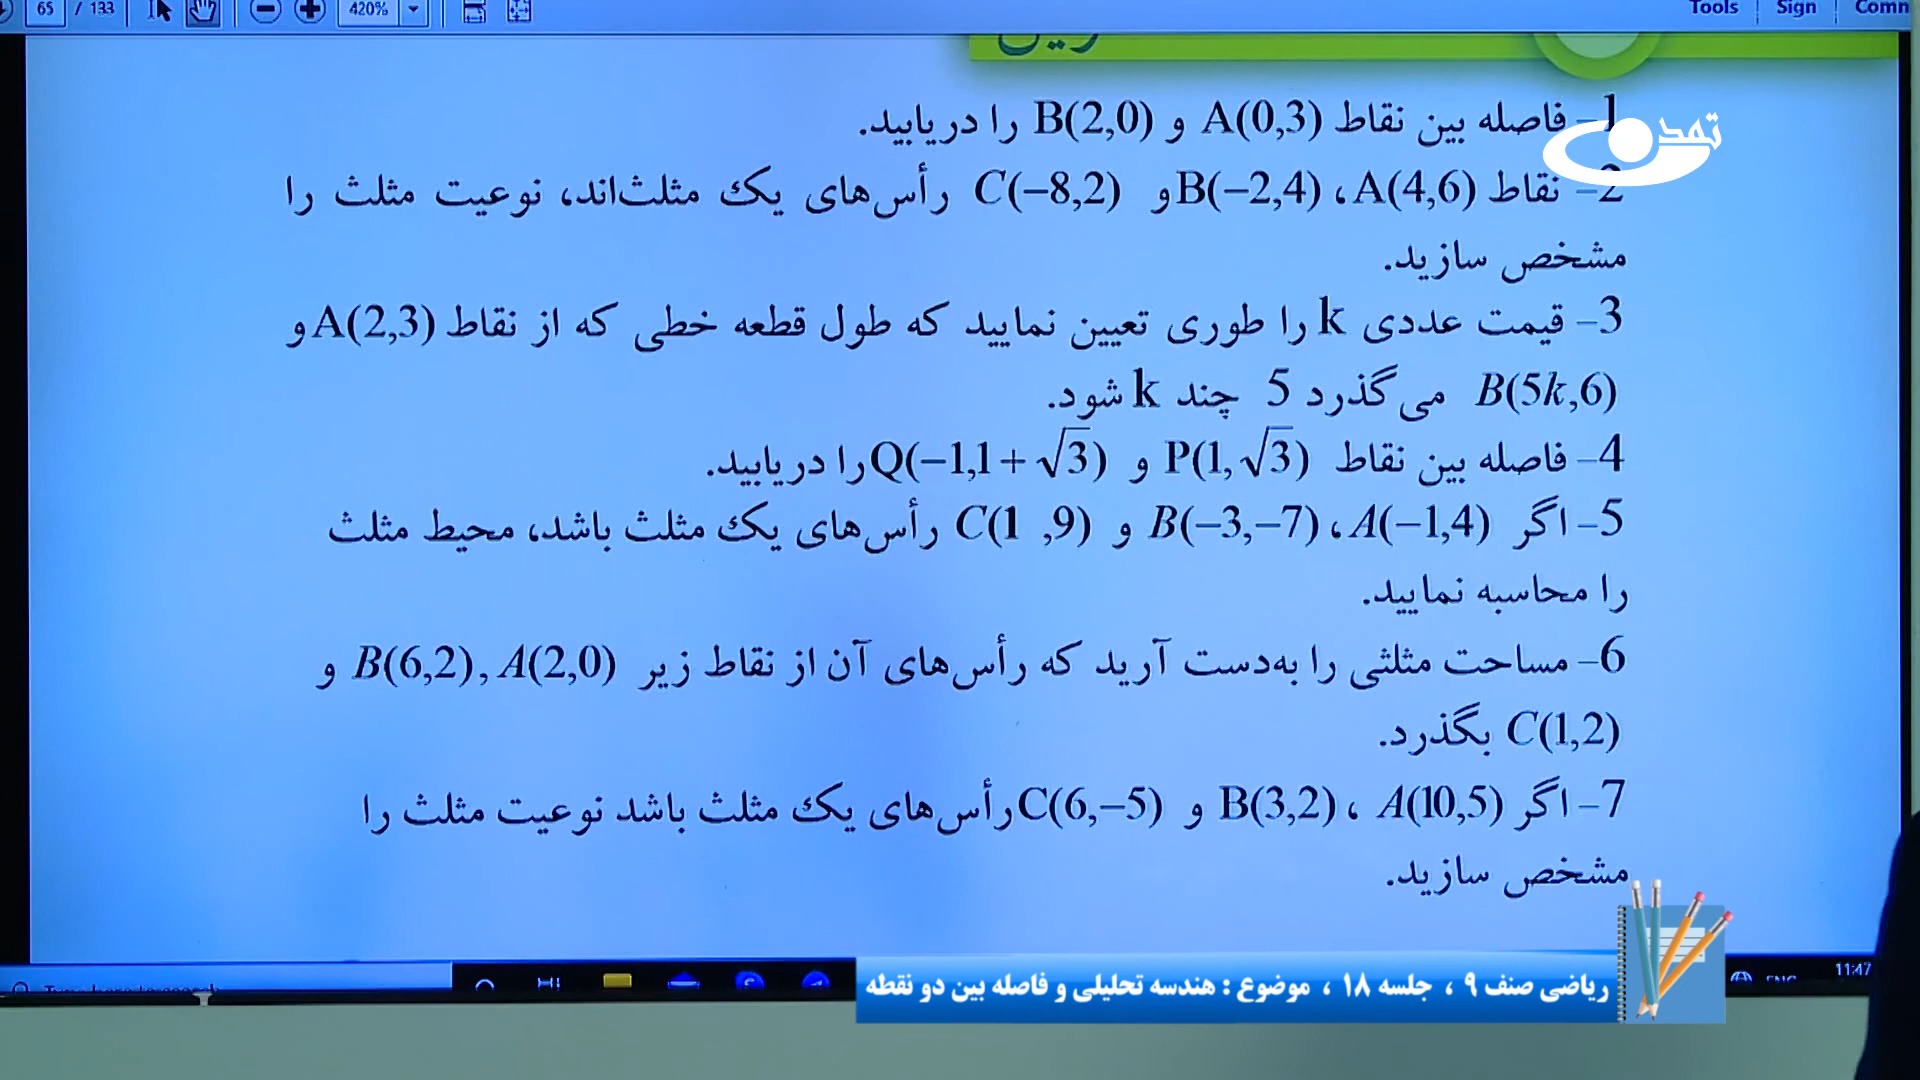 65 / 133
420%
Tools
Sign
Comn
تمدن
1– فاصله بین نقاط A(0,3) و B(2,0) را دریابید.
2– نقاط A(4,6)، B(−2,4) و C(−8,2) رأس‌های یک مثلث‌اند، نوعیت مثلث را
مشخص سازید.
3– قیمت عددی k را طوری تعیین نمایید که طول قطعه خطی که از نقاط A(2,3) و
B(5k,6) می‌گذرد 5 چند k شود.
4– فاصله بین نقاط P(1,√3) و Q(−1,1+√3) را دریابید.
5– اگر A(−1,4)، B(−3,−7) و C(1 ,9) رأس‌های یک مثلث باشد، محیط مثلث
را محاسبه نمایید.
6– مساحت مثلثی را به‌دست آرید که رأس‌های آن از نقاط زیر B(6,2), A(2,0) و
C(1,2) بگذرد.
7– اگر A(10,5)، B(3,2) و C(6,−5) رأس‌های یک مثلث باشد نوعیت مثلث را
مشخص سازید.
11:47
ریاضی صنف ۹ ، جلسه ۱۸ ، موضوع : هندسه تحلیلی و فاصله بین دو نقطه